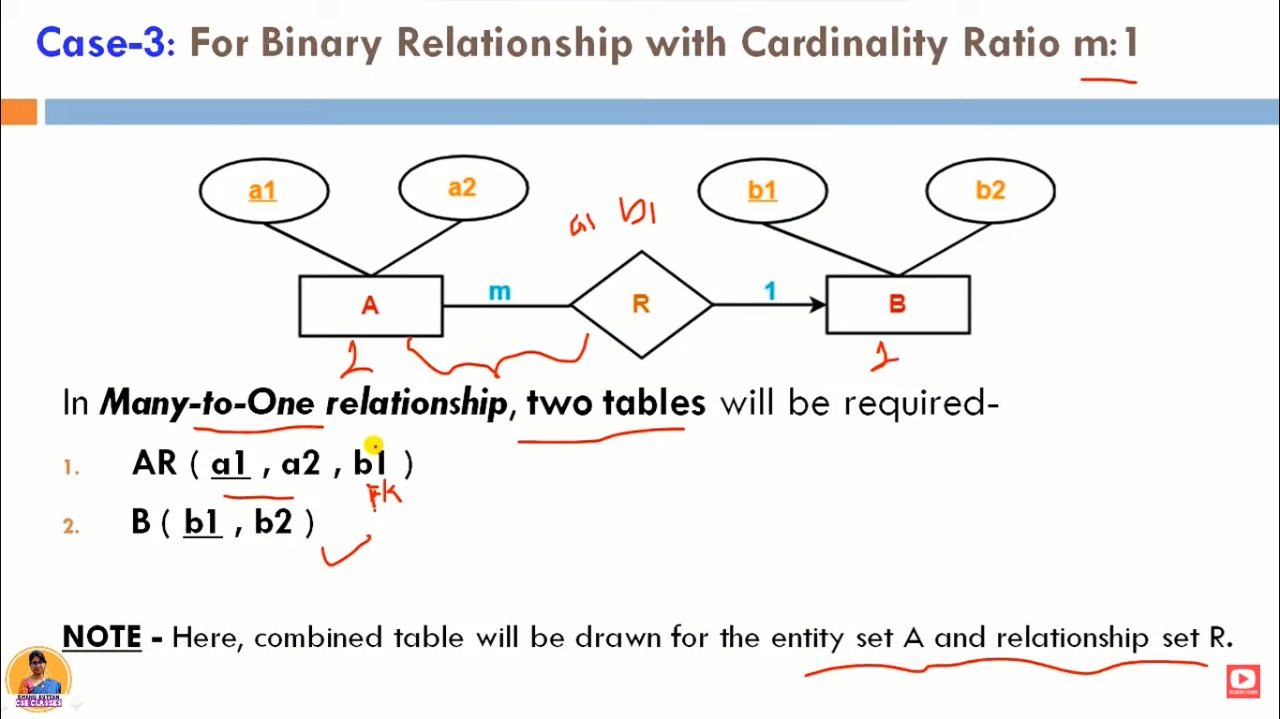 Case-3: For Binary Relationship with Cardinality Ratio m:1
a1 a2 b1 b2
a1 b1
A m R 1 B
1
In Many-to-One relationship, two tables will be required-
1. AR ( a1 , a2 , b1 )
FK
2. B ( b1 , b2 )
NOTE - Here, combined table will be drawn for the entity set A and relationship set R.
CSE CLASSES
SUBSCRIBE